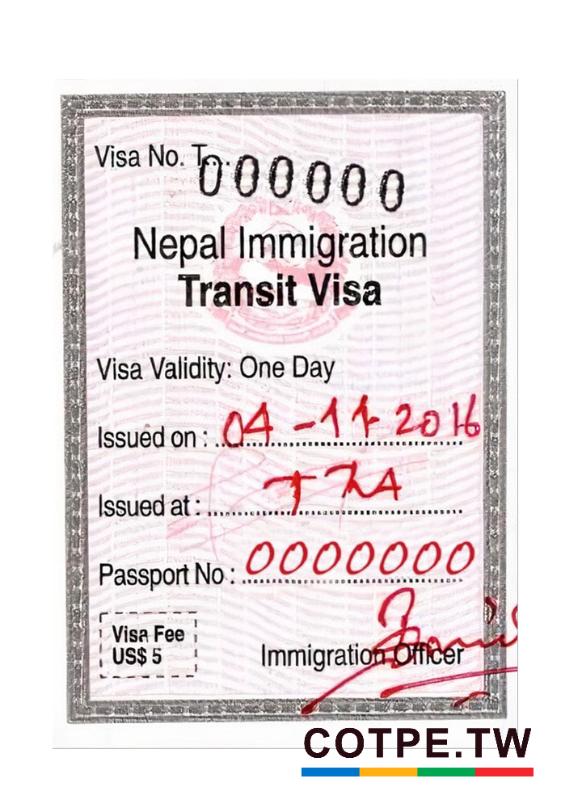 Visa No. T...
000000
Nepal Immigration
Transit Visa
Visa Validity: One Day
Issued on : 04-11 2016
Issued at : TIA
Passport No : 0000000
Visa Fee
US$ 5
Immigration Officer
COTPE.TW